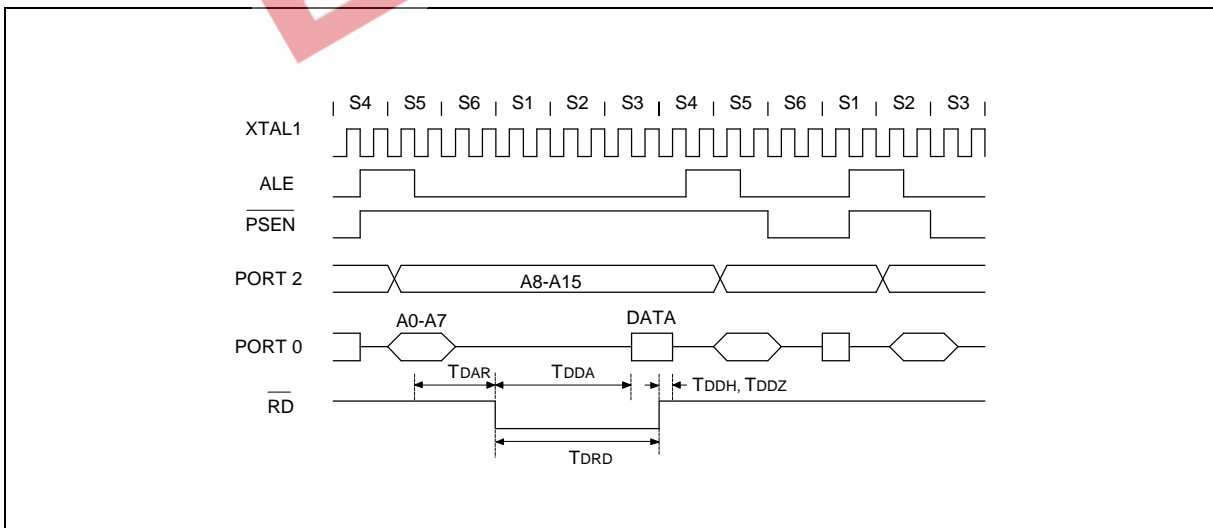 S4 S5 S6 S1 S2 S3 S4 S5 S6 S1 S2 S3
XTAL1
ALE
PSEN
PORT 2
A8-A15
A0-A7
DATA
PORT 0
TDAR
TDDA
TDDH, TDDZ
RD
TDRD